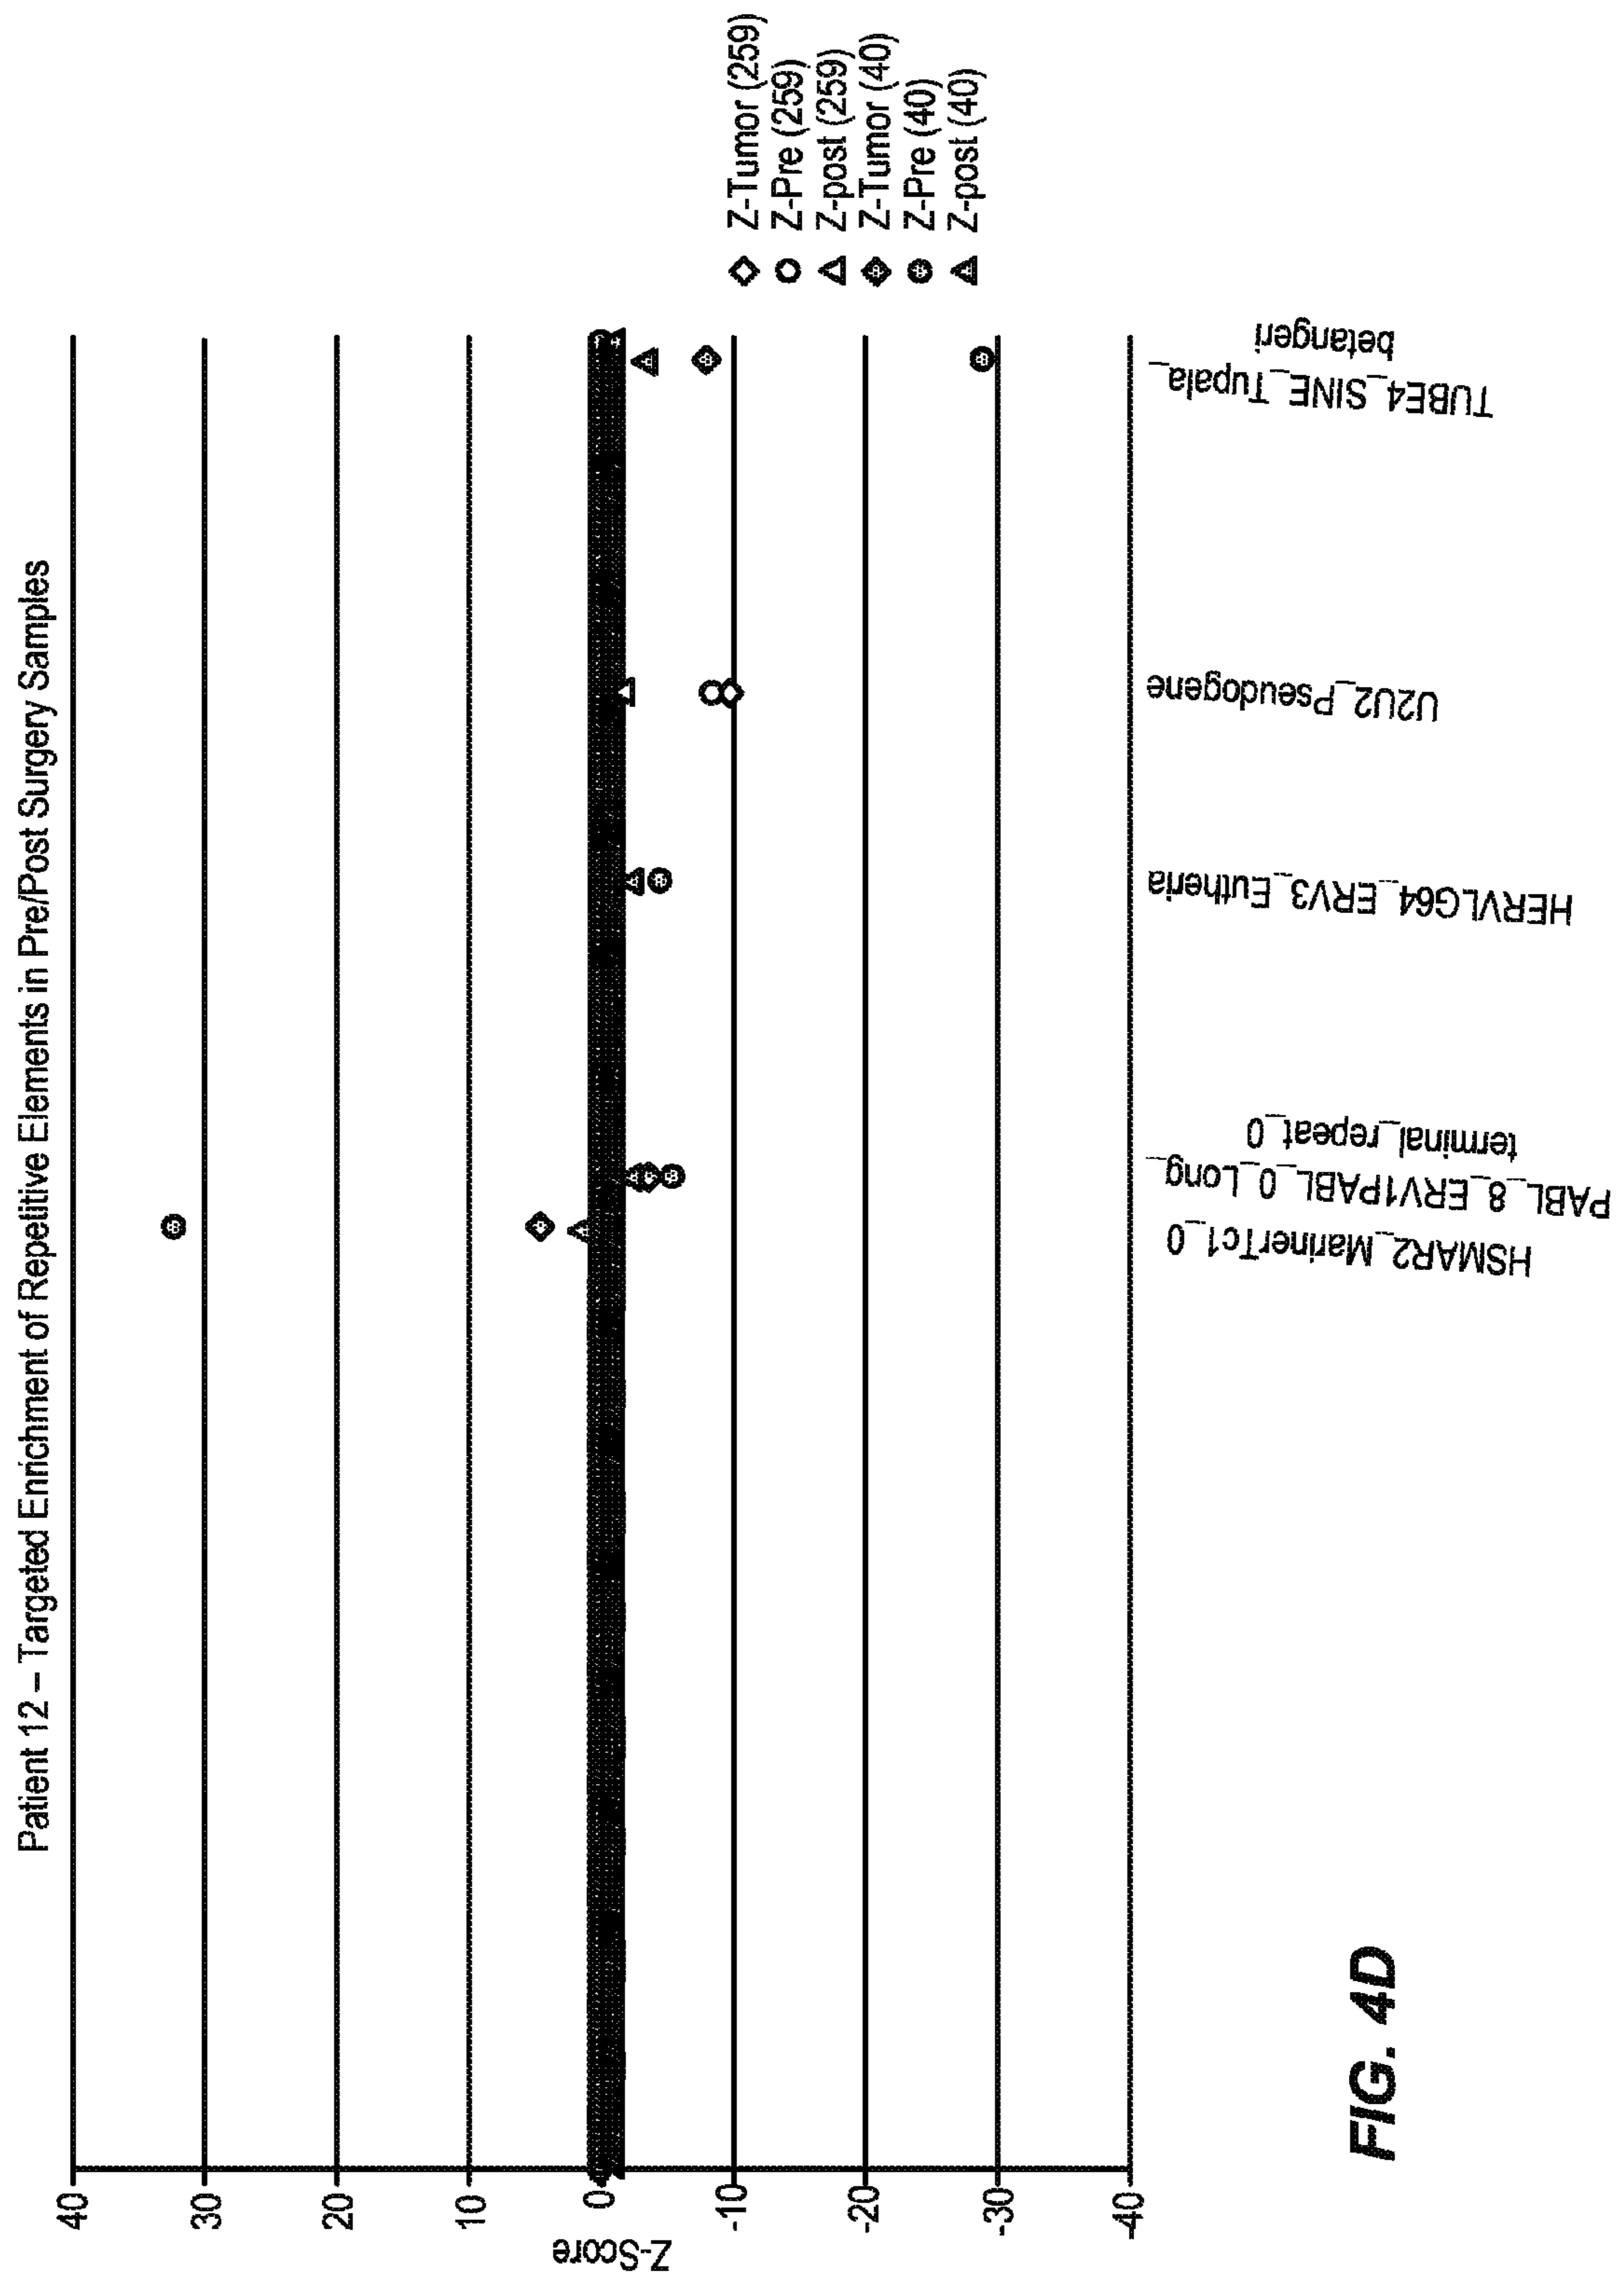 Patient 12 – Targeted Enrichment of Repetitive Elements in Pre/Post Surgery Samples
40
30
20
10
0
-10
-20
-30
-40
Z-Score
HSMAR2_MarinerTc1_0
PABL_8_ERV1PABL_0_Long_
terminal_repeat_0
HERVLG64_ERV3_Eutheria
U2U2_Pseudogene
TUBE4_SINE_Tupala_
betangeri
Z-Tumor (259)
Z-Pre (259)
Z-post (259)
Z-Tumor (40)
Z-Pre (40)
Z-post (40)
FIG. 4D